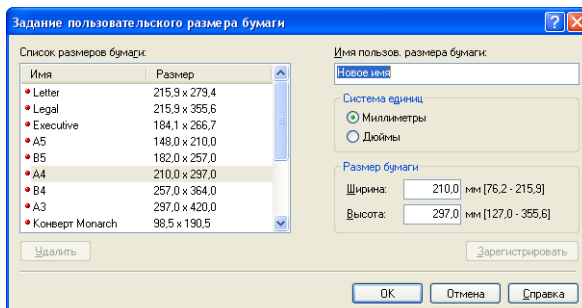 Задание пользовательского размера бумаги
Список размеров бумаги:
Имя Размер
Letter 215,9 x 279,4
Legal 215,9 x 355,6
Executive 184,1 x 266,7
A5 148,0 x 210,0
B5 182,0 x 257,0
A4 210,0 x 297,0
B4 257,0 x 364,0
A3 297,0 x 420,0
Конверт Monarch 98,5 x 190,5
Удалить
Имя пользов. размера бумаги:
Новое имя
Система единиц
Миллиметры
Дюймы
Размер бумаги
Ширина: 210,0 мм [76,2 - 215,9]
Высота: 297,0 мм [127,0 - 355,6]
Зарегистрировать
OK Отмена Справка